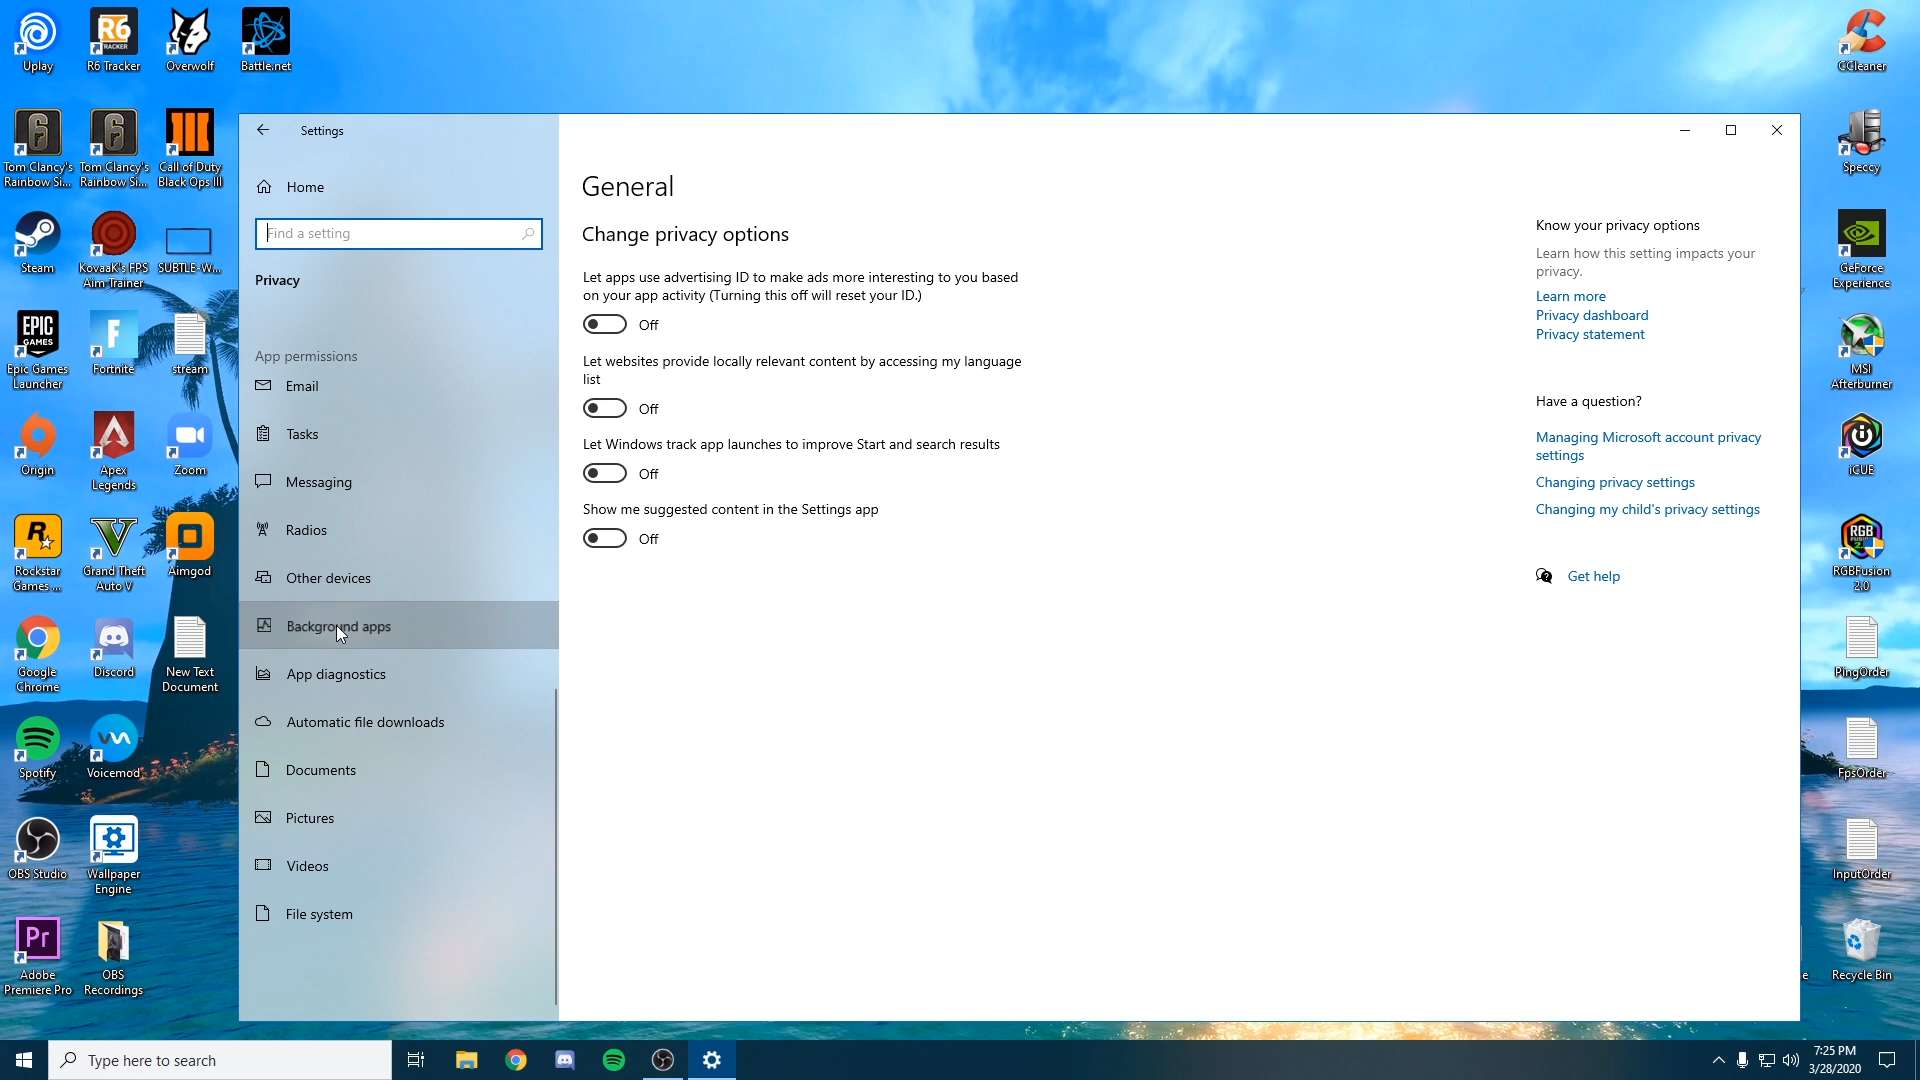 Uplay
R6 Tracker
Overwolf
Battle.net
CCleaner
Tom Clancy's
Rainbow Si...
Tom Clancy's
Rainbow Si...
Call of Duty
Black Ops III
Speccy
Steam
KovaaK's FPS
Aim Trainer
SUBTLE-W...
GeForce
Experience
Epic Games
Launcher
Fortnite
stream
MSI
Afterburner
Origin
Apex
Legends
Zoom
iCUE
Rockstar
Games ...
Grand Theft
Auto V
Aimgod
RGBFusion
2.0
Google
Chrome
Discord
New Text
Document
PingOrder
Spotify
Voicemod
FpsOrder
OBS Studio
Wallpaper
Engine
InputOrder
Adobe
Premiere Pro
OBS
Recordings
Recycle Bin
Settings
Home
Find a setting
Privacy
App permissions
Email
Tasks
Messaging
Radios
Other devices
Background apps
App diagnostics
Automatic file downloads
Documents
Pictures
Videos
File system
General
Change privacy options
Let apps use advertising ID to make ads more interesting to you based
on your app activity (Turning this off will reset your ID.)
Off
Let websites provide locally relevant content by accessing my language
list
Off
Let Windows track app launches to improve Start and search results
Off
Show me suggested content in the Settings app
Off
Know your privacy options
Learn how this setting impacts your
privacy.
Learn more
Privacy dashboard
Privacy statement
Have a question?
Managing Microsoft account privacy
settings
Changing privacy settings
Changing my child's privacy settings
Get help
Type here to search
7:25 PM
3/28/2020